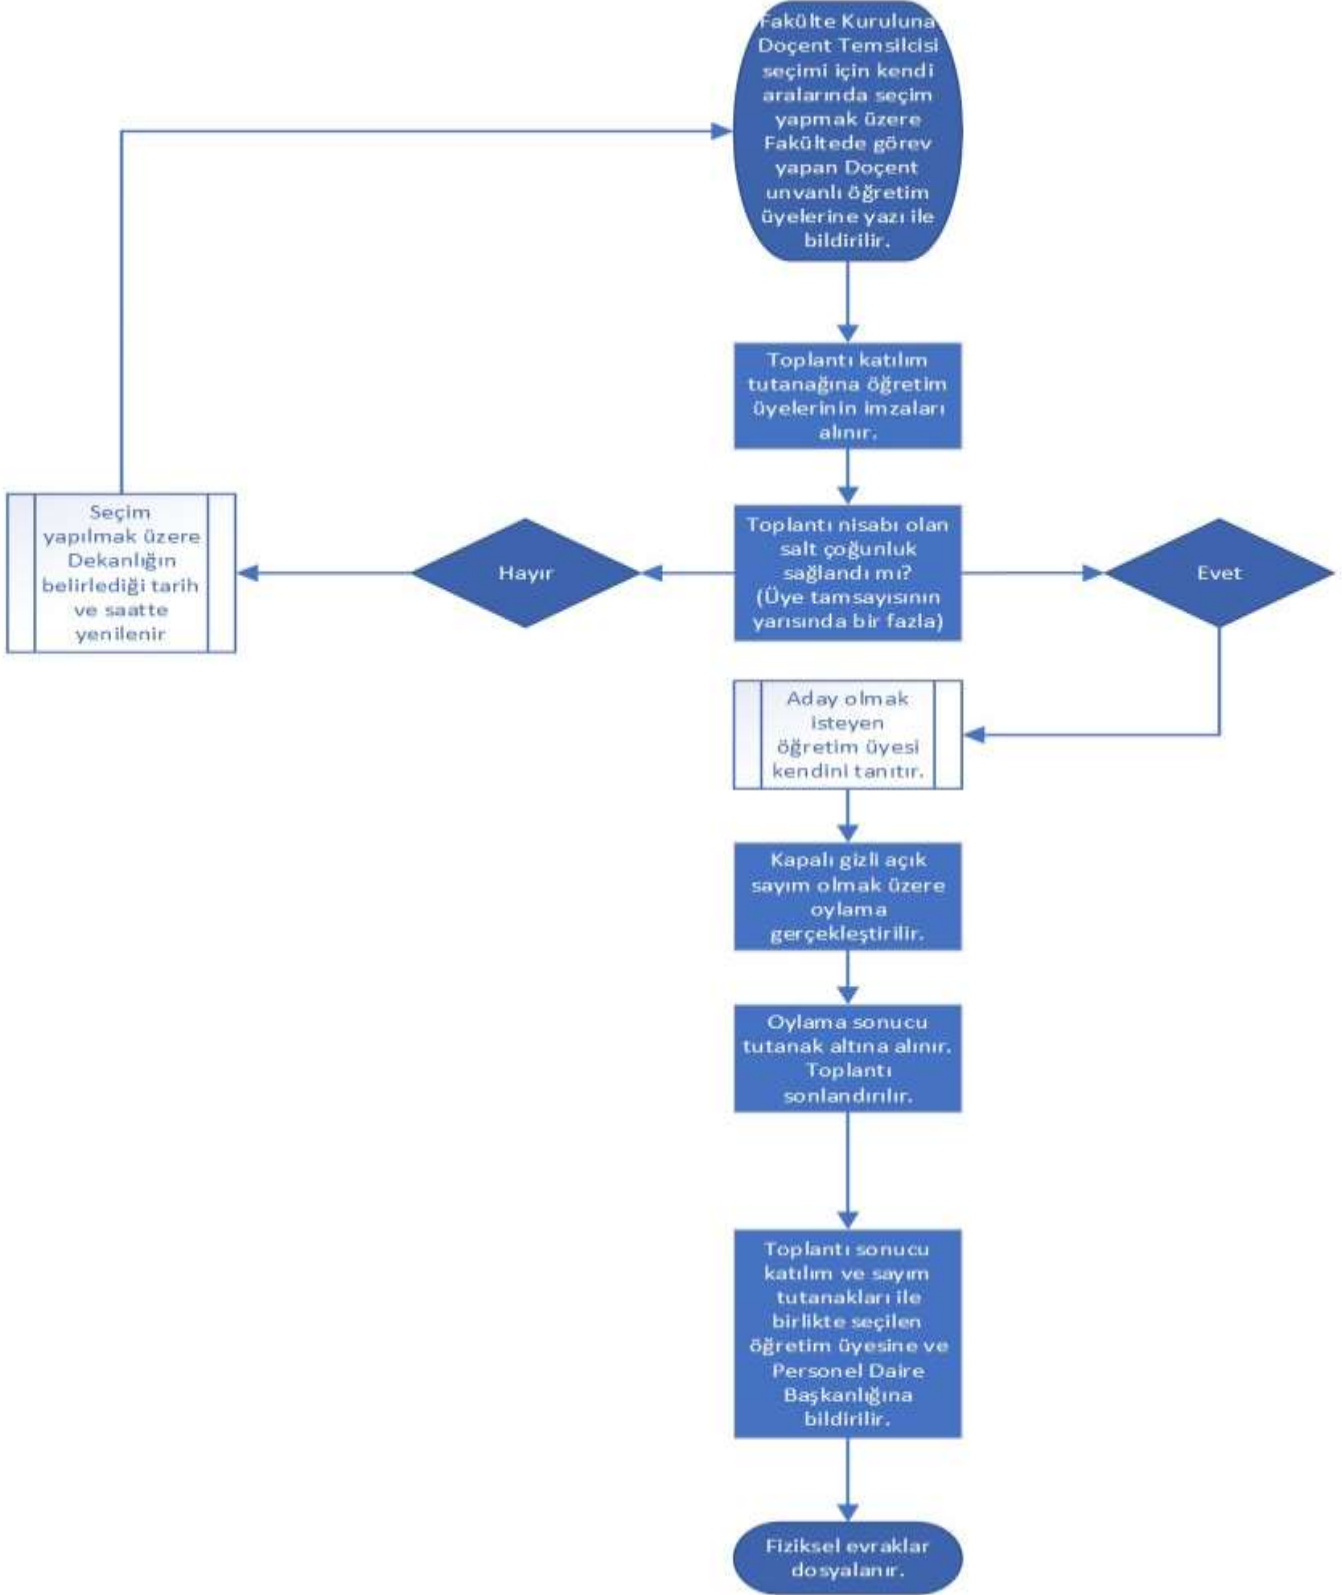 Fakülte Kuruluna
Doçent Temsilcisi
seçimi için kendi
aralarında seçim
yapmak üzere
Fakültede görev
yapan Doçent
unvanlı öğretim
üyelerine yazı ile
bildirilir.
Toplantı katılım
tutanağına öğretim
üyelerinin imzaları
alınır.
Seçim
yapılmak üzere
Dekanlığın
belirlediği tarih
ve saatte
yenilenir
Hayır
Toplantı nisabı olan
salt çoğunluk
sağlandı mı?
(Üye tamsayısının
yarısında bir fazla)
Evet
Aday olmak
isteyen
öğretim üyesi
kendini tanıtır.
Kapalı gizli açık
sayım olmak üzere
oylama
gerçekleştirilir.
Oylama sonucu
tutanak altına alınır.
Toplantı
sonlandırılır.
Toplantı sonucu
katılım ve sayım
tutanakları ile
birlikte seçilen
öğretim üyesine ve
Personel Daire
Başkanlığına
bildirilir.
Fiziksel evraklar
dosyalanır.